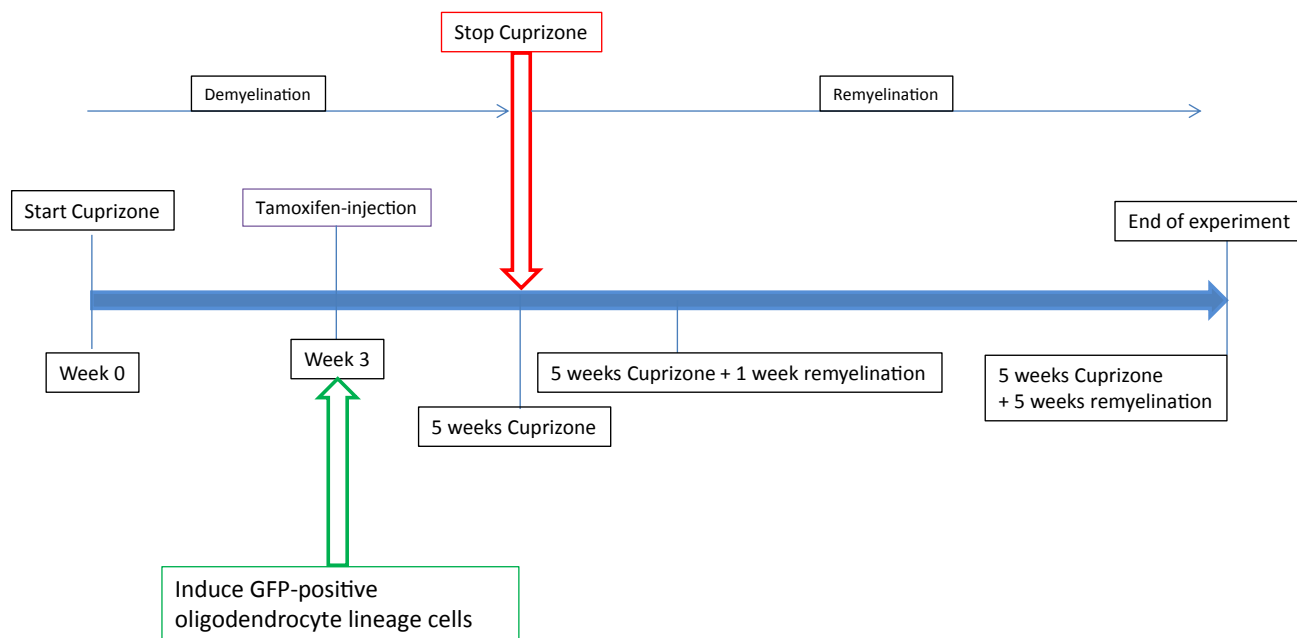 Stop Cuprizone
Demyelination
Remyelination
Start Cuprizone
Tamoxifen-injection
End of experiment
Week 0
Week 3
5 weeks Cuprizone + 1 week remyelination
5 weeks Cuprizone
+ 5 weeks remyelination
5 weeks Cuprizone
Induce GFP-positive
oligodendrocyte lineage cells